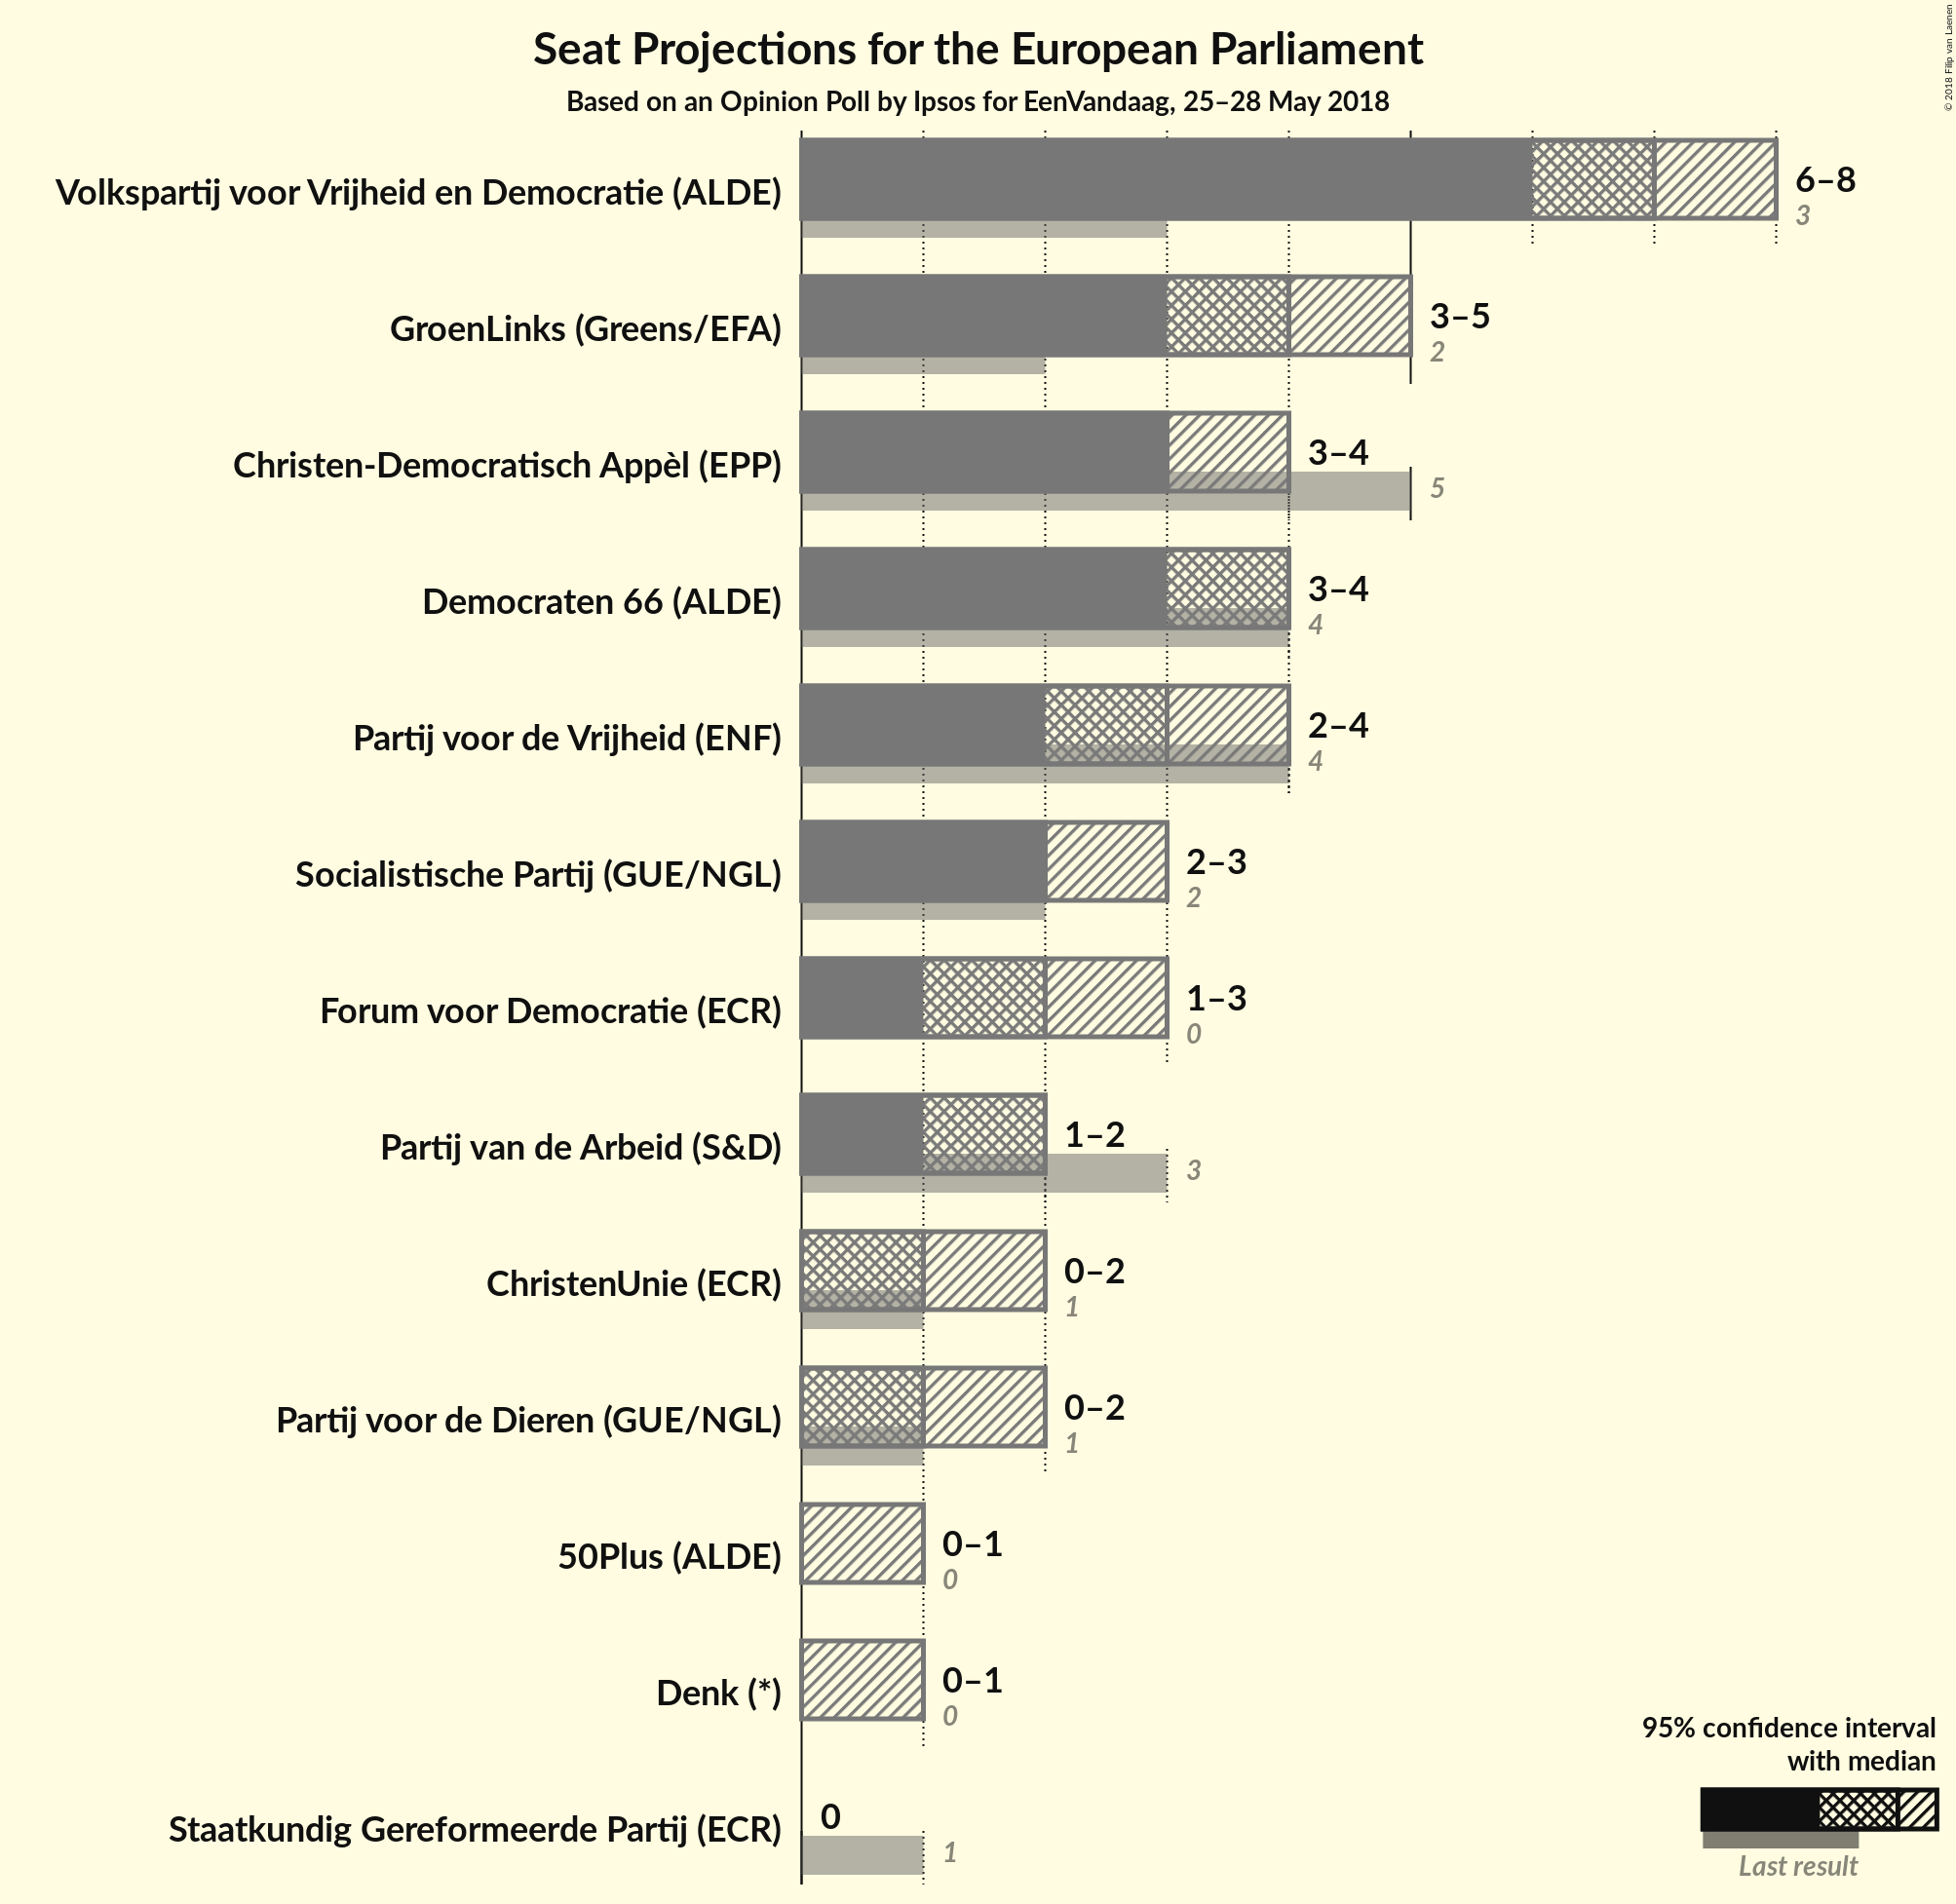 Seat Projections for the European Parliament
Based on an Opinion Poll by Ipsos for EenVandaag, 25–28 May 2018
© 2018 Filip van Laenen
Volkspartij voor Vrijheid en Democratie (ALDE)
6–8
3
GroenLinks (Greens/EFA)
3–5
2
Christen-Democratisch Appèl (EPP)
3–4
5
Democraten 66 (ALDE)
3–4
4
Partij voor de Vrijheid (ENF)
2–4
4
Socialistische Partij (GUE/NGL)
2–3
2
Forum voor Democratie (ECR)
1–3
0
Partij van de Arbeid (S&D)
1–2
3
ChristenUnie (ECR)
0–2
1
Partij voor de Dieren (GUE/NGL)
0–2
1
50Plus (ALDE)
0–1
0
Denk (*)
0–1
0
Staatkundig Gereformeerde Partij (ECR)
0
1
95% confidence interval
with median
Last result